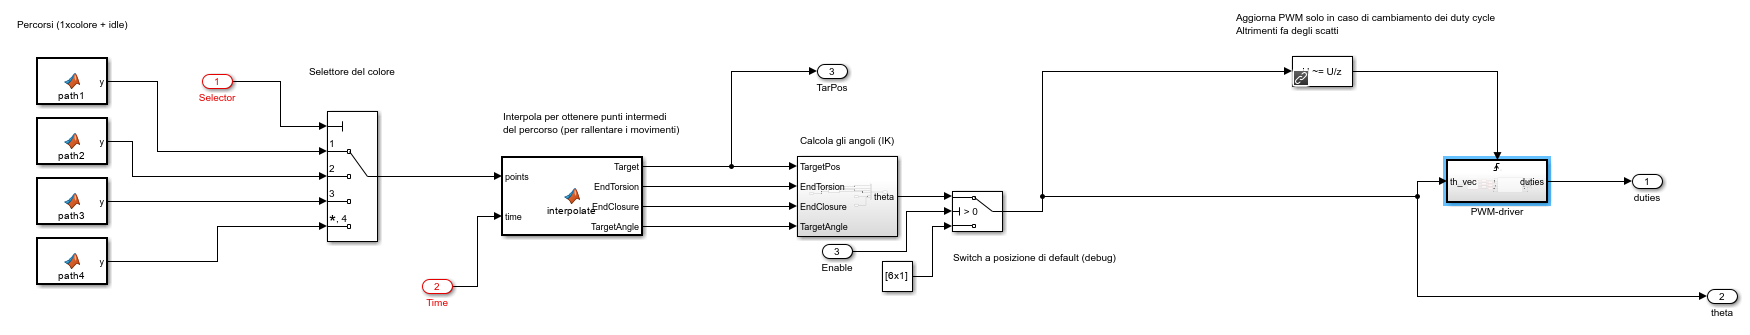 Aggiorna PWM solo in caso di cambiamento dei duty cycle
Altrimenti fa degli scatti
Percorsi (1xcolore + idle)
y
path1
1
Selector
Selettore del colore
3
TarPos
~= U/z
y
path2
1
2
3
*, 4
Interpola per ottenere punti intermedi
del percorso (per rallentare i movimenti)
Calcola gli angoli (IK)
points
time
interpolate
Target
EndTorsion
EndClosure
TargetAngle
TargetPos
EndTorsion
EndClosure
TargetAngle
theta
> 0
th_vec
duties
PWM-driver
1
duties
y
path3
y
path4
3
Enable
[6x1]
Switch a posizione di default (debug)
2
Time
2
theta